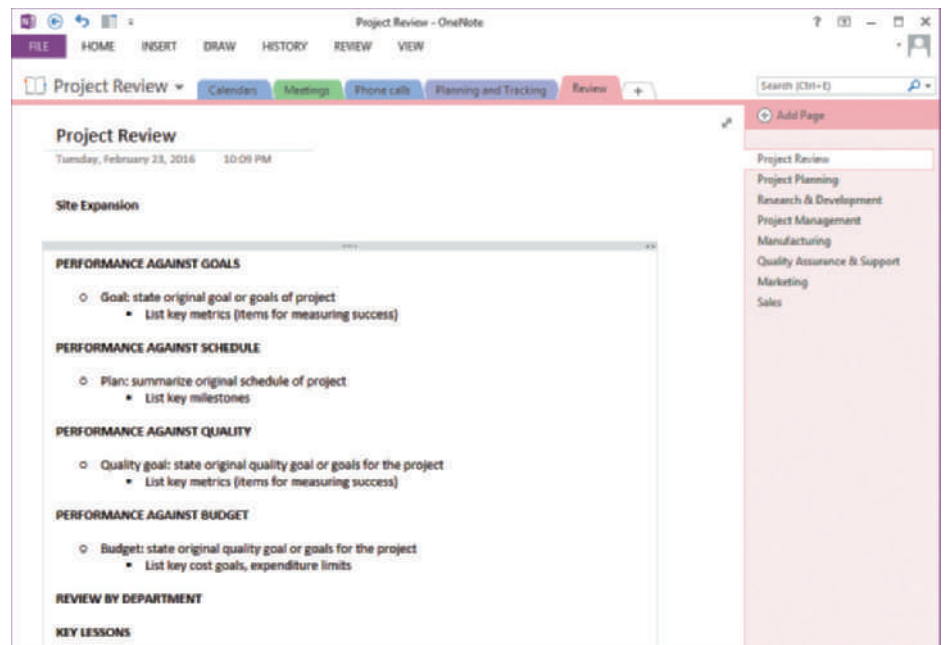 Project Review - OneNote
FILE HOME INSERT DRAW HISTORY REVIEW VIEW
Project Review Calendars Meetings Phone calls Planning and Tracking Review +
Search (Ctrl+E)
Add Page
Project Review
Tuesday, February 23, 2016 10:09 PM
Site Expansion
PERFORMANCE AGAINST GOALS
Goal: state original goal or goals of project
List key metrics (items for measuring success)
PERFORMANCE AGAINST SCHEDULE
Plan: summarize original schedule of project
List key milestones
PERFORMANCE AGAINST QUALITY
Quality goal: state original quality goal or goals for the project
List key metrics (items for measuring success)
PERFORMANCE AGAINST BUDGET
Budget: state original quality goal or goals for the project
List key cost goals, expenditure limits
REVIEW BY DEPARTMENT
KEY LESSONS
Project Review
Project Planning
Research & Development
Project Management
Manufacturing
Quality Assurance & Support
Marketing
Sales